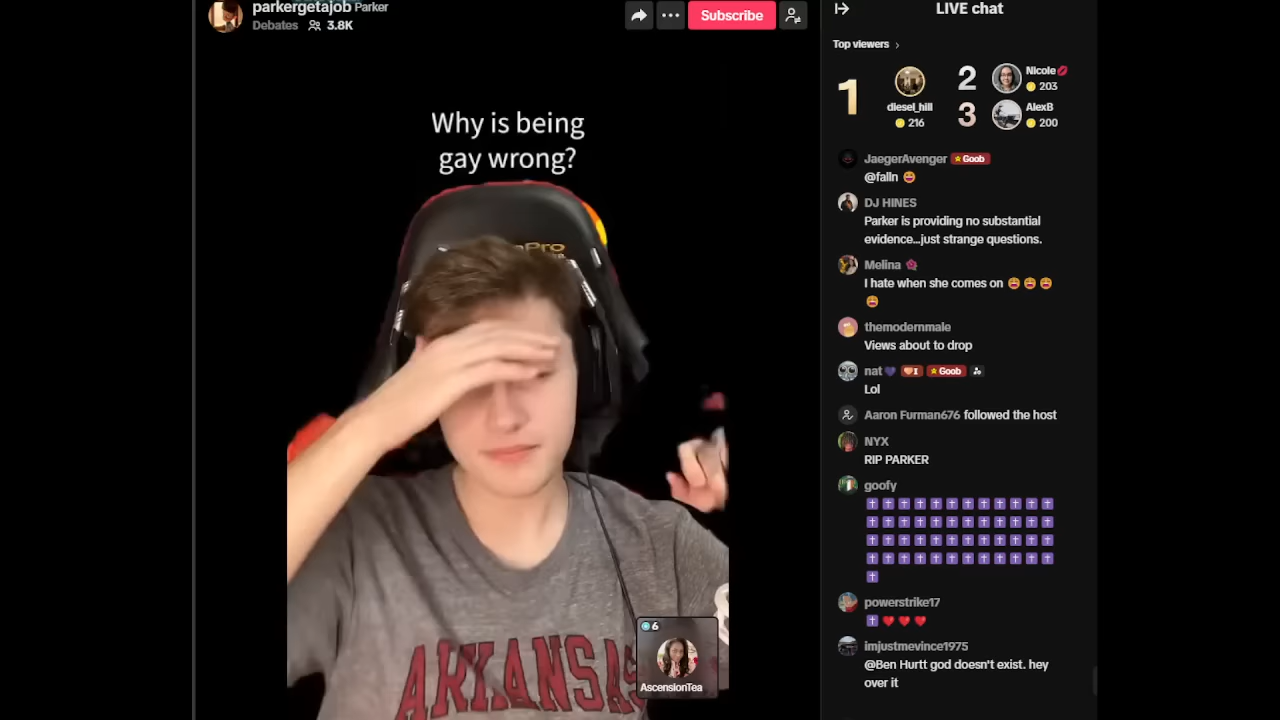 parkergetajob Parker
Debates 3.8K
Subscribe
Why is being
gay wrong?
Pro
ARKANSAS
6
AscensionTea
LIVE chat
Top viewers
1
diesel_hill
216
2
Nicole
203
3
AlexB
200
JaegerAvenger Goob
@falln
DJ HINES
Parker is providing no substantial
evidence...just strange questions.
Melina
I hate when she comes on
themodernmale
Views about to drop
nat I Goob
Lol
Aaron Furman676 followed the host
NYX
RIP PARKER
goofy
powerstrike17
imjustmevince1975
@Ben Hurtt god doesn't exist. hey
over it